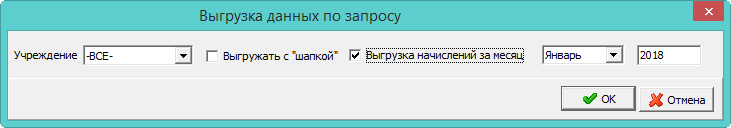 Выгрузка данных по запросу
Учреждение -ВСЕ- Выгружать с "шапкой" Выгрузка начислений за месяц Январь 2018
OK Отмена